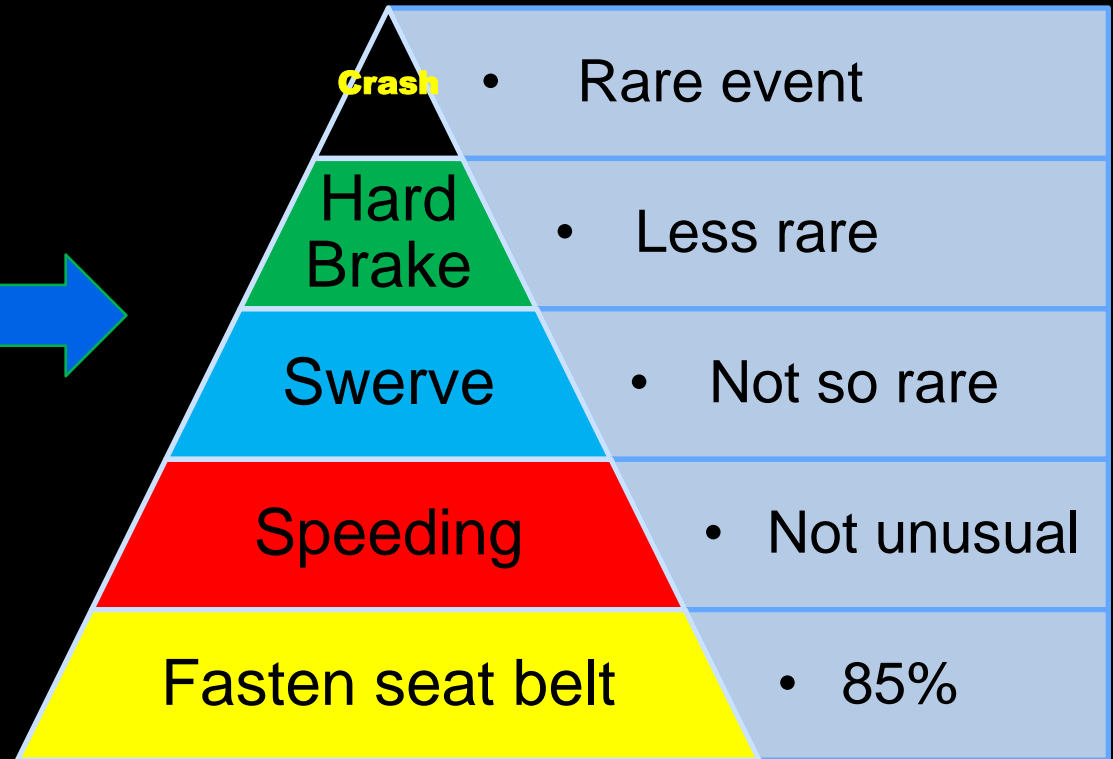 Crash
• Rare event
Hard
Brake
• Less rare
Swerve
• Not so rare
Speeding
• Not unusual
Fasten seat belt
• 85%